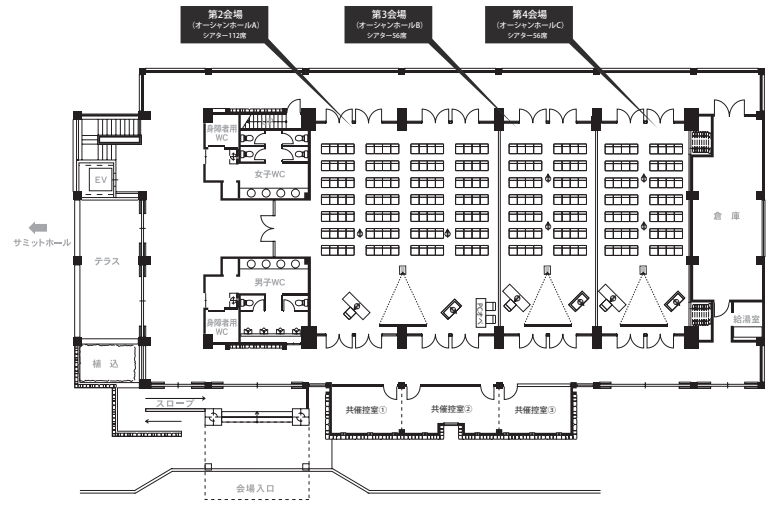 第2会場
（オーシャンホールA）
シアター112席
第3会場
（オーシャンホールB）
シアター56席
第4会場
（オーシャンホールC）
シアター56席
身障者用
WC
女子WC
EV
サミットホール
テラス
倉 庫
男子WC
身障者用
WC
PCオペ
給湯室
植 込
スロープ
共催控室①
共催控室②
共催控室③
会場入口